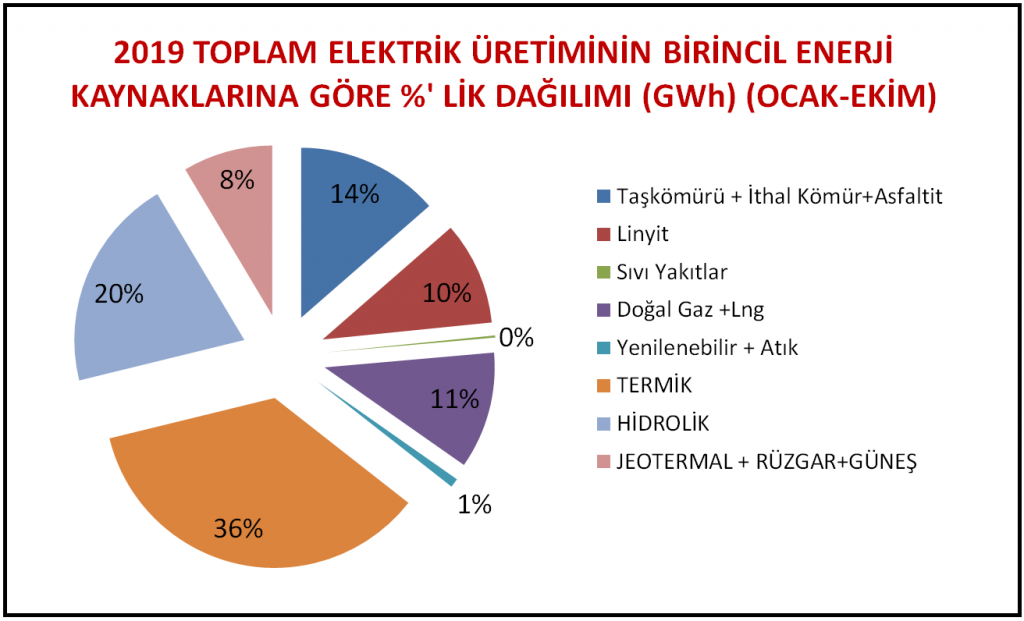 2019 TOPLAM ELEKTRİK ÜRETİMİNİN BİRİNCİL ENERJİ
KAYNAKLARINA GÖRE %' LİK DAĞILIMI (GWh) (OCAK-EKİM)
8%
14%
20%
10%
0%
11%
1%
36%
Taşkömürü + İthal Kömür+Asfaltit
Linyit
Sıvı Yakıtlar
Doğal Gaz +Lng
Yenilenebilir + Atık
TERMİK
HİDROLİK
JEOTERMAL + RÜZGAR+GÜNEŞ